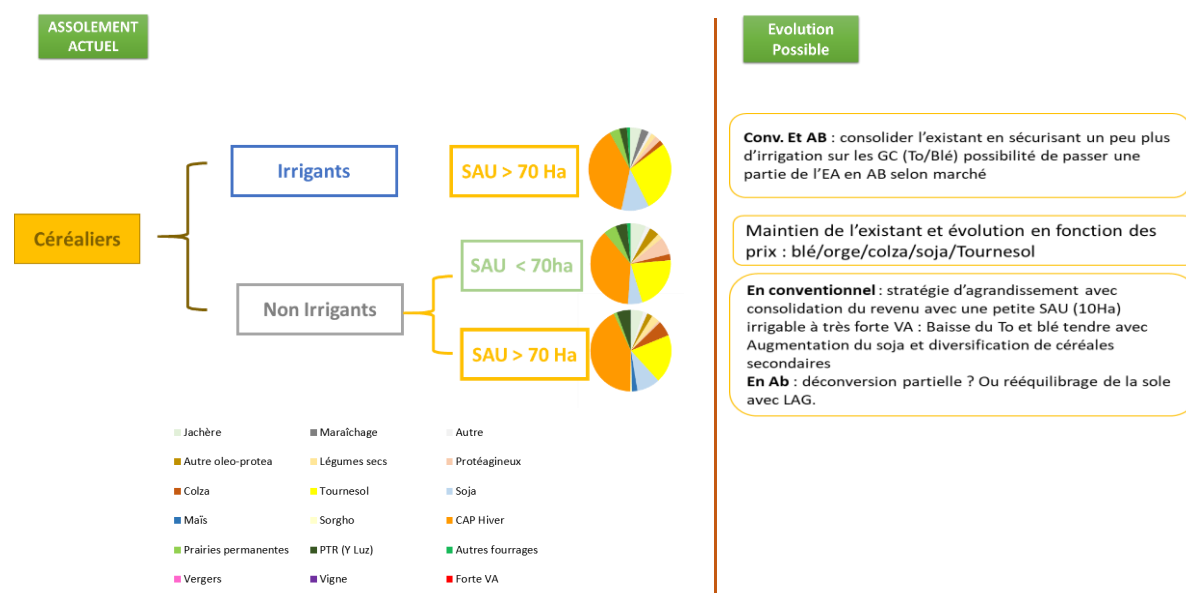 ASSOLEMENT
ACTUEL
Evolution
Possible
Céréaliers
Irrigants
Non Irrigants
SAU > 70 Ha
SAU < 70ha
SAU > 70 Ha
Conv. Et AB : consolider l’existant en sécurisant un peu plus
d’irrigation sur les GC (To/Blé) possibilité de passer une
partie de l’EA en AB selon marché
Maintien de l’existant et évolution en fonction des
prix : blé/orge/colza/soja/Tournesol
En conventionnel : stratégie d’agrandissement avec
consolidation du revenu avec une petite SAU (10Ha)
irrigable à très forte VA : Baisse du To et blé tendre avec
Augmentation du soja et diversification de céréales
secondaires
En Ab : déconversion partielle ? Ou rééquilibrage de la sole
avec LAG.
Jachère Maraîchage Autre
Autre oleo-protea Légumes secs Protéagineux
Colza Tournesol Soja
Maïs Sorgho CAP Hiver
Prairies permanentes PTR (Y Luz) Autres fourrages
Vergers Vigne Forte VA